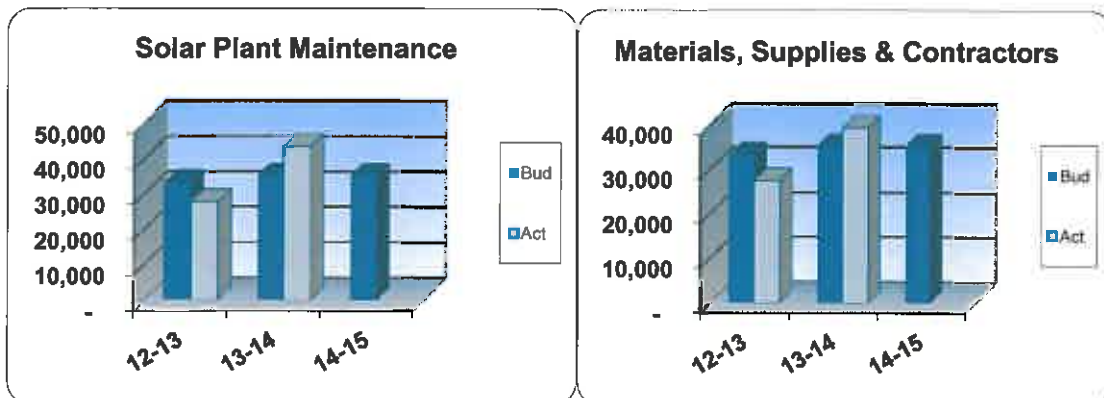 Solar Plant Maintenance
50,000
40,000
30,000
20,000
10,000
-
12-13
13-14
14-15
Bud
Act
Materials, Supplies & Contractors
40,000
30,000
20,000
10,000
-
12-13
13-14
14-15
Bud
Act